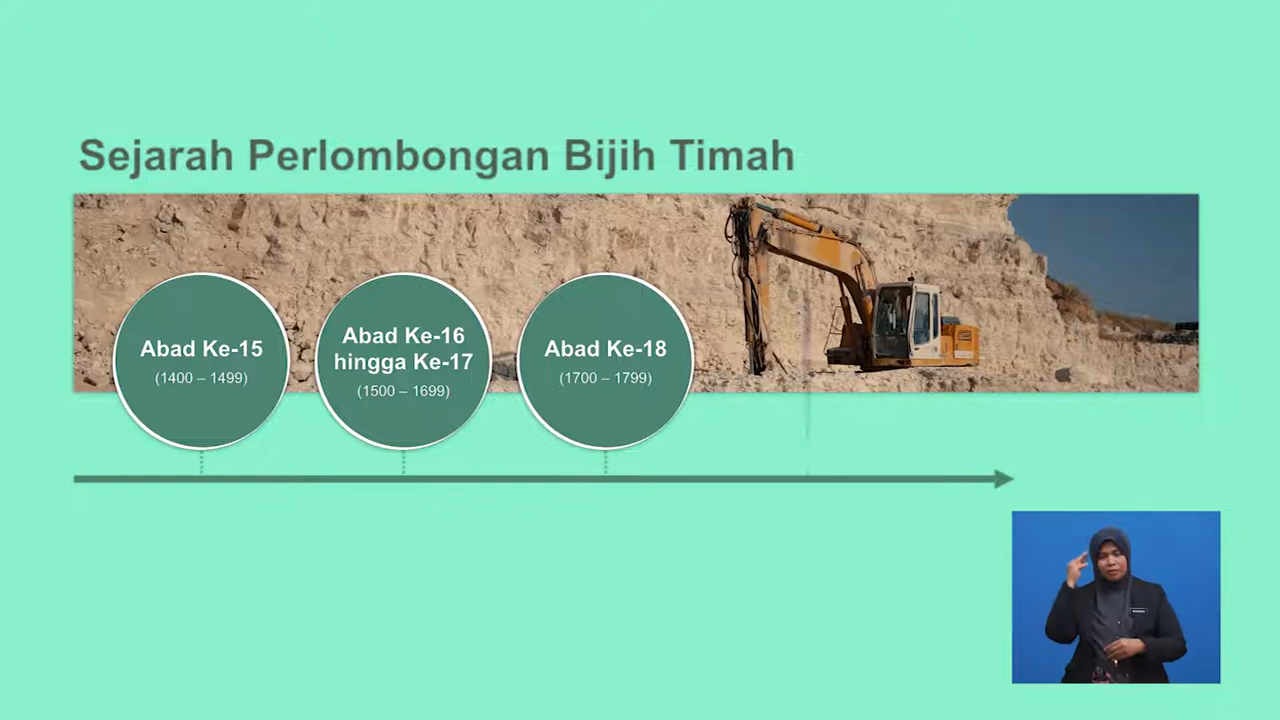 Sejarah Perlombongan Bijih Timah
Abad Ke-15
(1400 – 1499)
Abad Ke-16
hingga Ke-17
(1500 – 1699)
Abad Ke-18
(1700 – 1799)